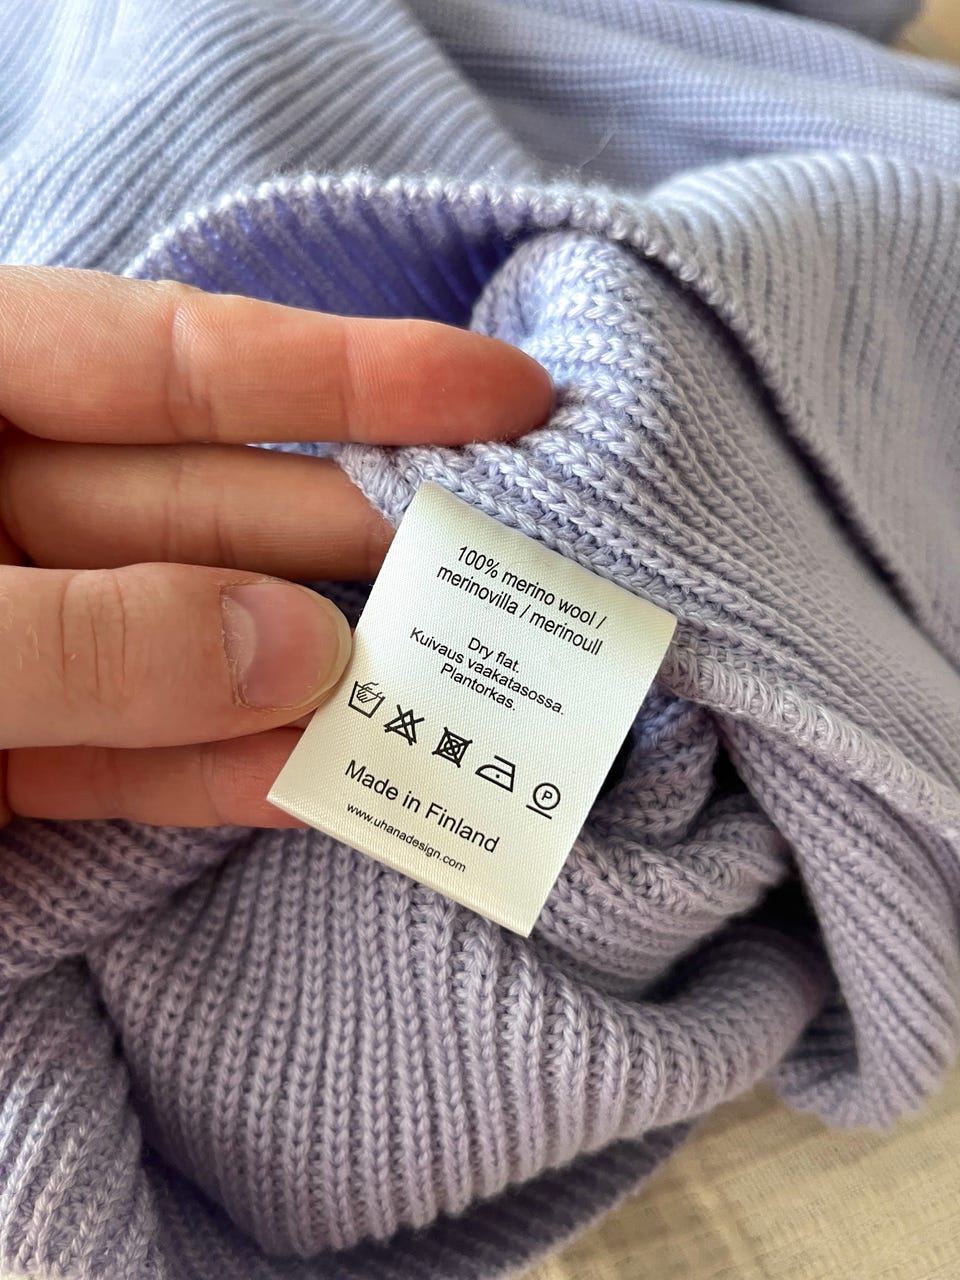 100% merino wool /
merinovilla / merinoull
Dry flat.
Kuivaus vaakatasossa.
Plantorkas.
P
Made in Finland
www.uhanadesign.com